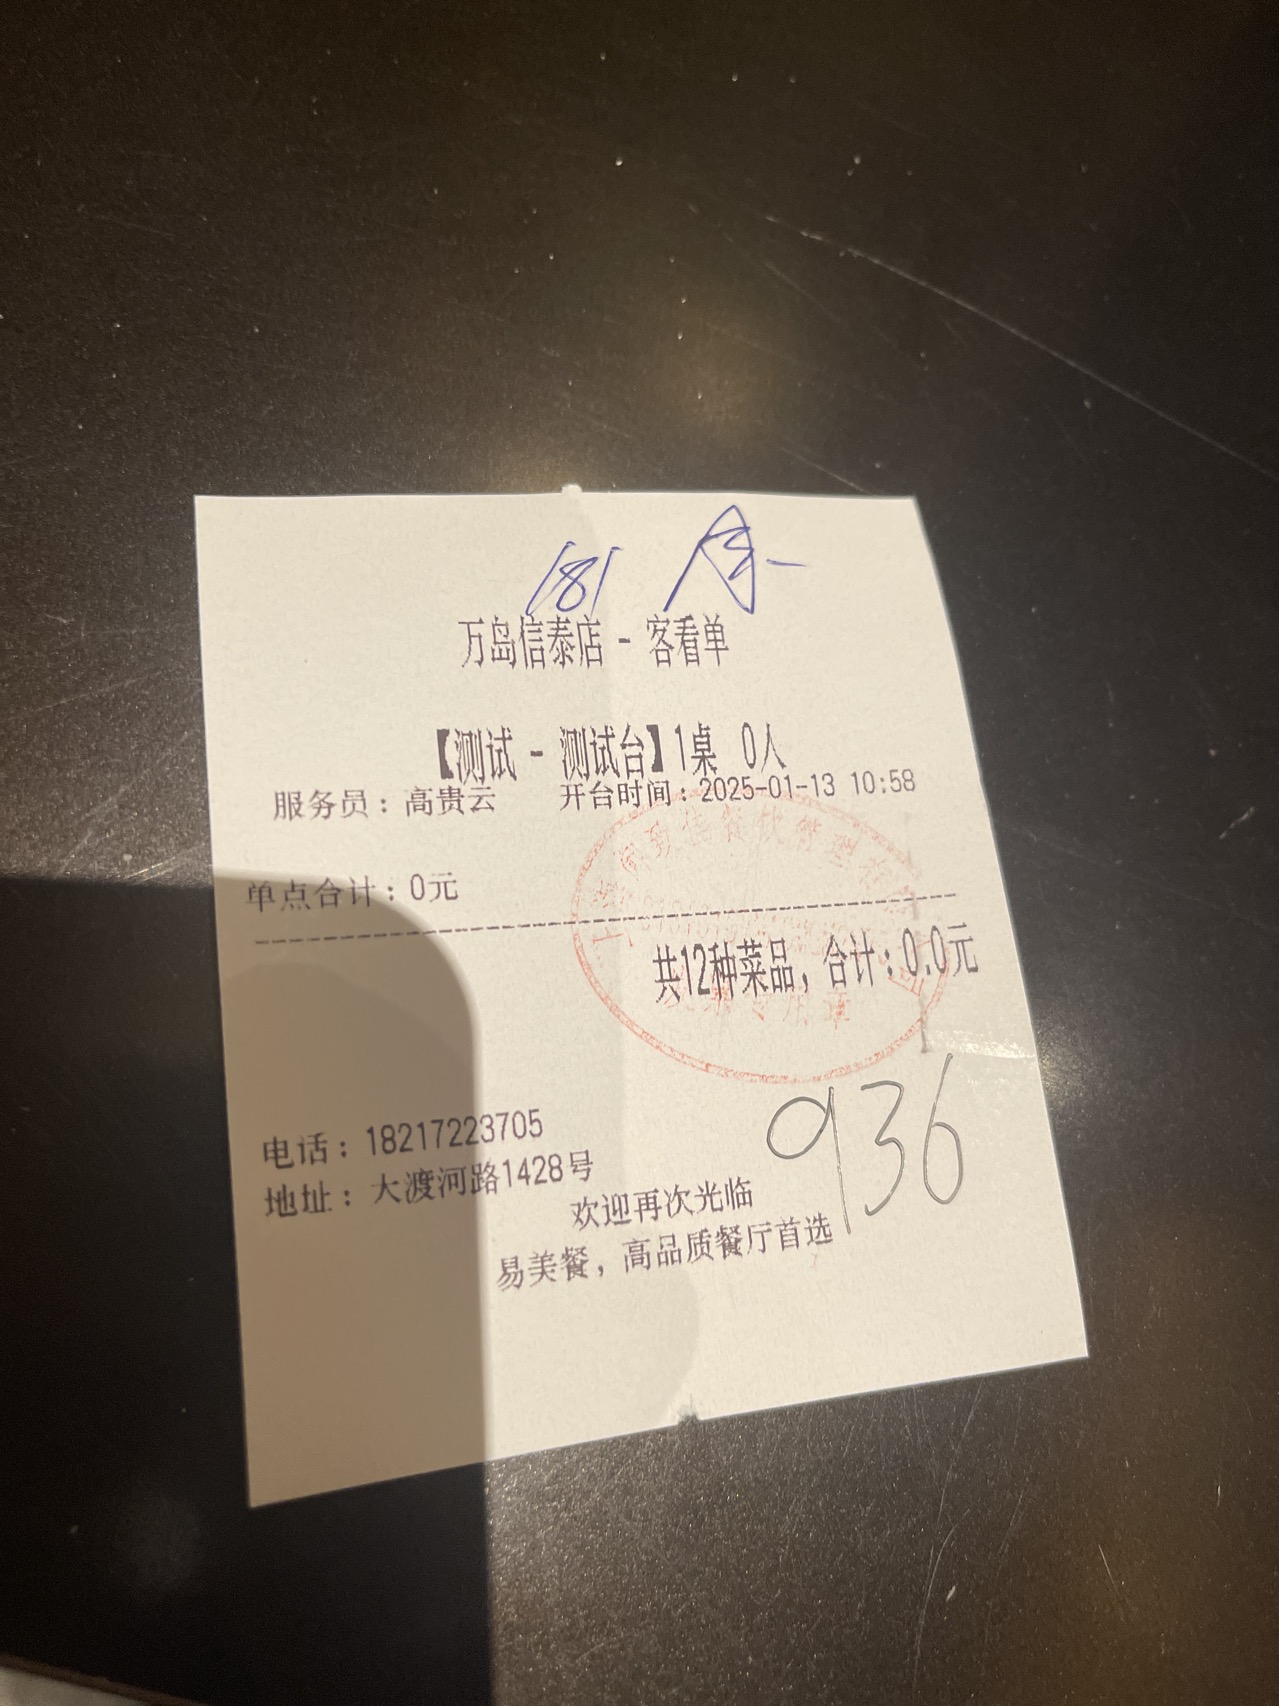 181
万岛信泰店 - 客看单
【测试 - 测试台】1桌 0人
服务员：高贵云 开台时间：2025-01-13 10:58
单点合计：0元
共12种菜品，合计：0.0元
936
电话：18217223705
地址：大渡河路1428号
欢迎再次光临
易美餐，高品质餐厅首选